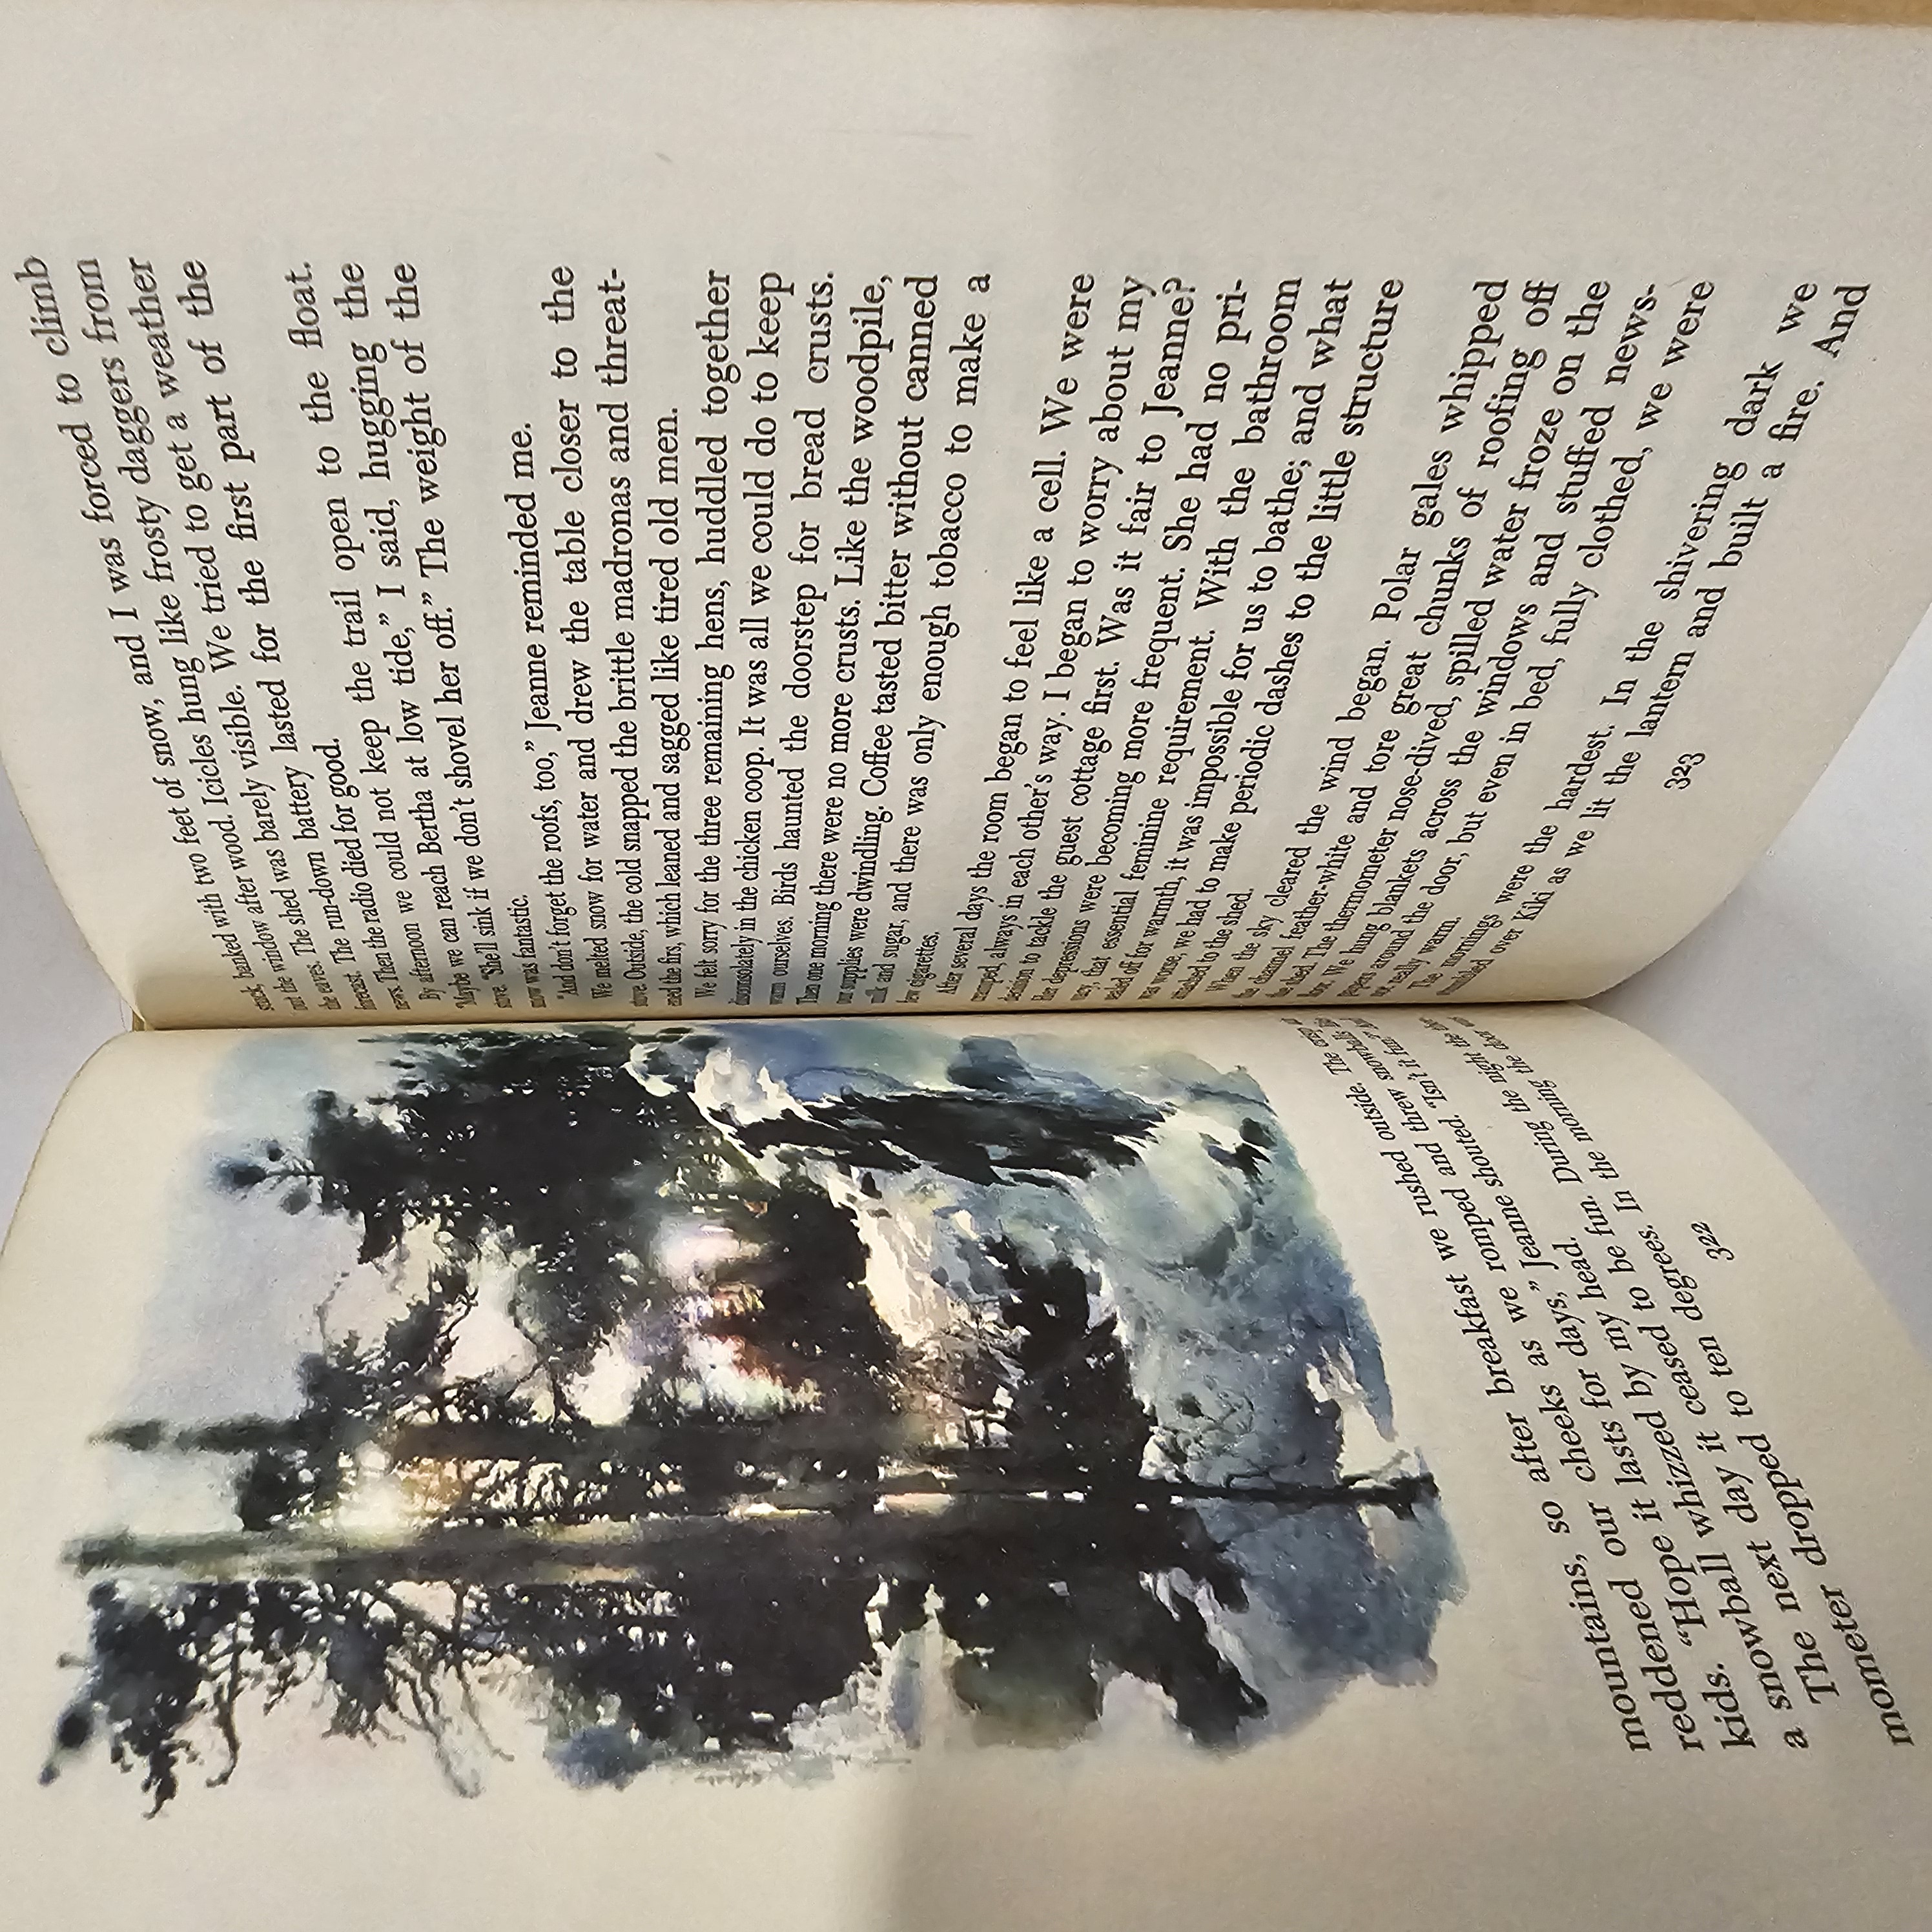 mountains, so after breakfast we rushed outside. The crisp air
reddened our cheeks as we romped and threw snowballs like
kids. “Hope it lasts for days,” Jeanne shouted. “Isn’t it fun?” And
a snowball whizzed by my head.
The next day it ceased to be fun. During the night the ther-
mometer dropped to ten degrees. In the morning the door was
322
stuck, banked with two feet of snow, and I was forced to climb
out the window after wood. Icicles hung like frosty daggers from
the eaves. The shed was barely visible. We tried to get a weather
forecast. The run-down battery lasted for the first part of the
news. Then the radio died for good.
By afternoon we could not keep the trail open to the float.
“Maybe we can reach Bertha at low tide,” I said, hugging the
stove. “She’ll sink if we don’t shovel her off.” The weight of the
snow was fantastic.
“And don’t forget the roofs, too,” Jeanne reminded me.
We melted snow for water and drew the table closer to the
stove. Outside, the cold snapped the brittle madronas and threat-
ened the firs, which leaned and sagged like tired old men.
We felt sorry for the three remaining hens, huddled together
disconsolately in the chicken coop. It was all we could do to keep
warm ourselves. Birds haunted the doorstep for bread crusts.
Then one morning there were no more crusts. Like the woodpile,
our supplies were dwindling. Coffee tasted bitter without canned
milk and sugar, and there was only enough tobacco to make a
few cigarettes.
After several days the room began to feel like a cell. We were
cramped, always in each other’s way. I began to worry about my
decision to tackle the guest cottage first. Was it fair to Jeanne?
Her depressions were becoming more frequent. She had no pri-
vacy, that essential feminine requirement. With the bathroom
sealed off for warmth, it was impossible for us to bathe; and what
was worse, we had to make periodic dashes to the little structure
attached to the shed.
When the sky cleared the wind began. Polar gales whipped
the channel feather-white and tore great chunks of roofing off
the shed. The thermometer nose-dived, spilled water froze on the
floor. We hung blankets across the windows and stuffed news-
papers around the door, but even in bed, fully clothed, we were
not really warm.
The mornings were the hardest. In the shivering dark we
stumbled over Kiki as we lit the lantern and built a fire. And
323